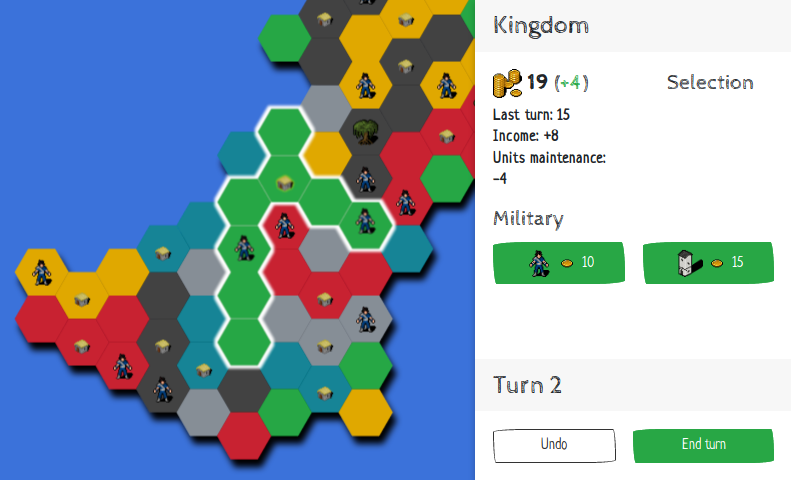 Kingdom
19 (+4)
Selection
Last turn: 15
Income: +8
Units maintenance:
-4
Military
10
15
Turn 2
Undo
End turn